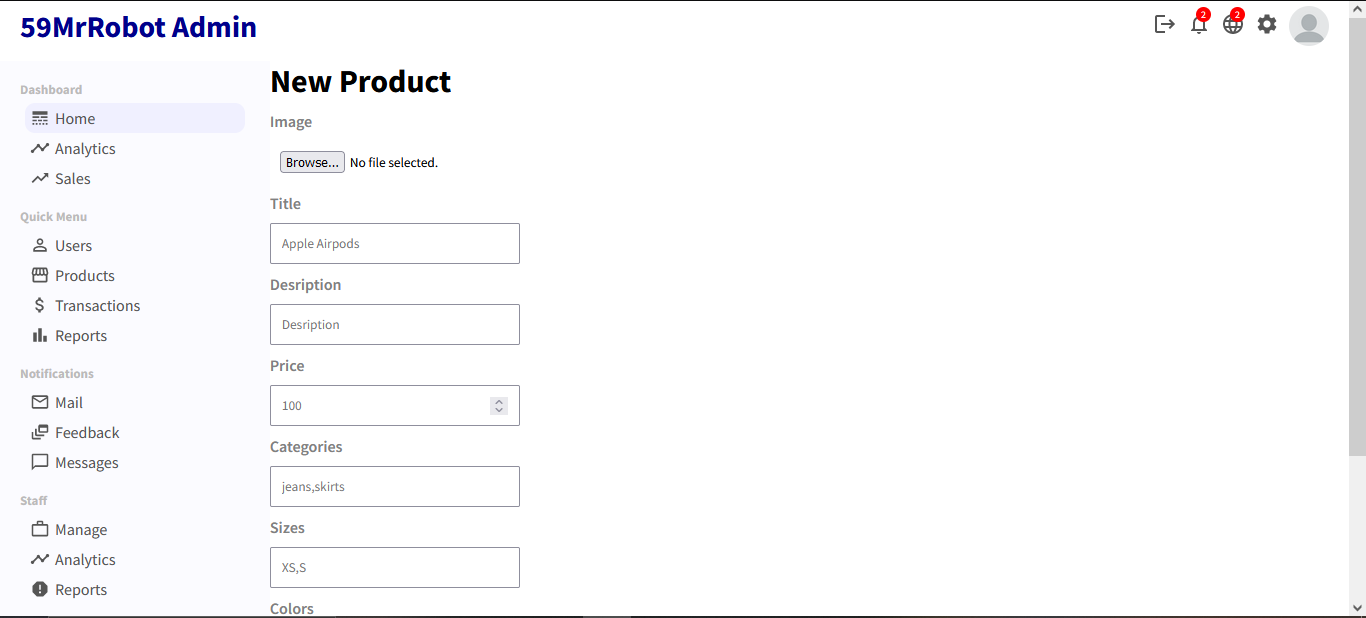 59MrRobot Admin
2
2
Dashboard
Home
Analytics
Sales
Quick Menu
Users
Products
Transactions
Reports
Notifications
Mail
Feedback
Messages
Staff
Manage
Analytics
Reports
New Product
Image
Browse... No file selected.
Title
Apple Airpods
Desription
Desription
Price
100
Categories
jeans,skirts
Sizes
XS,S
Colors